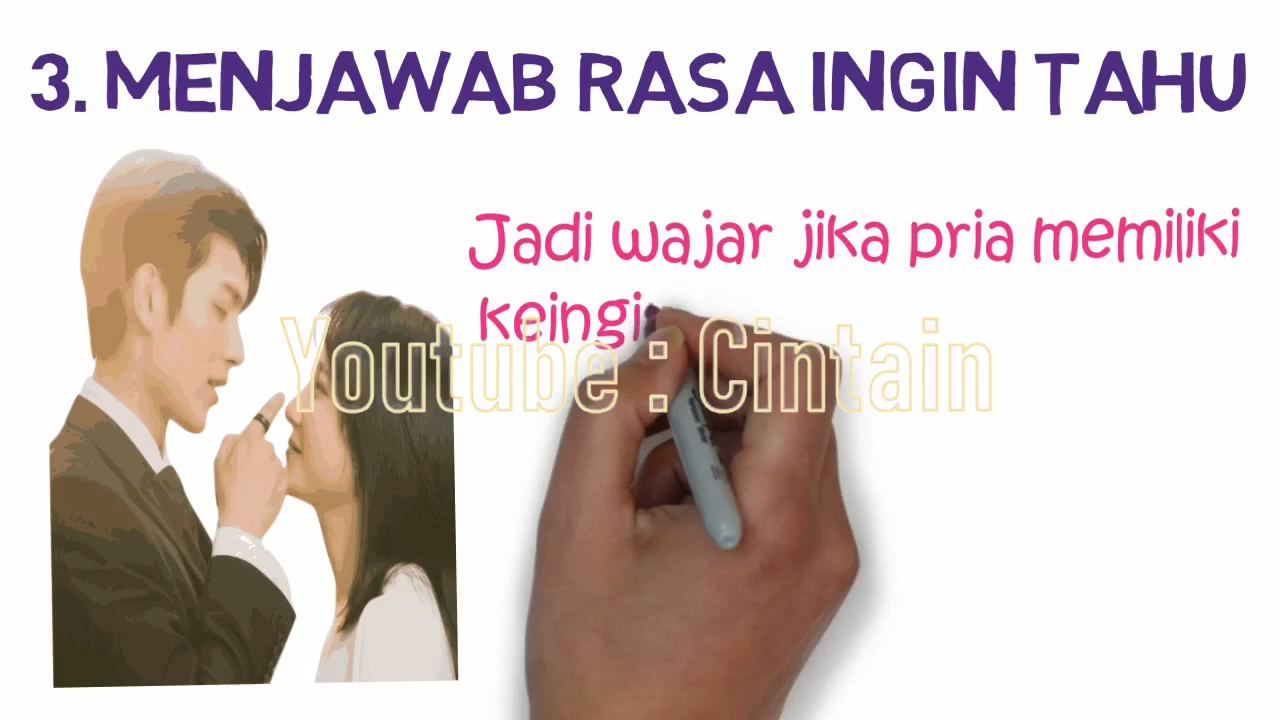 3. MENJAWAB RASA INGIN TAHU
Jadi wajar jika pria memiliki
keingi
Youtube : Cintain